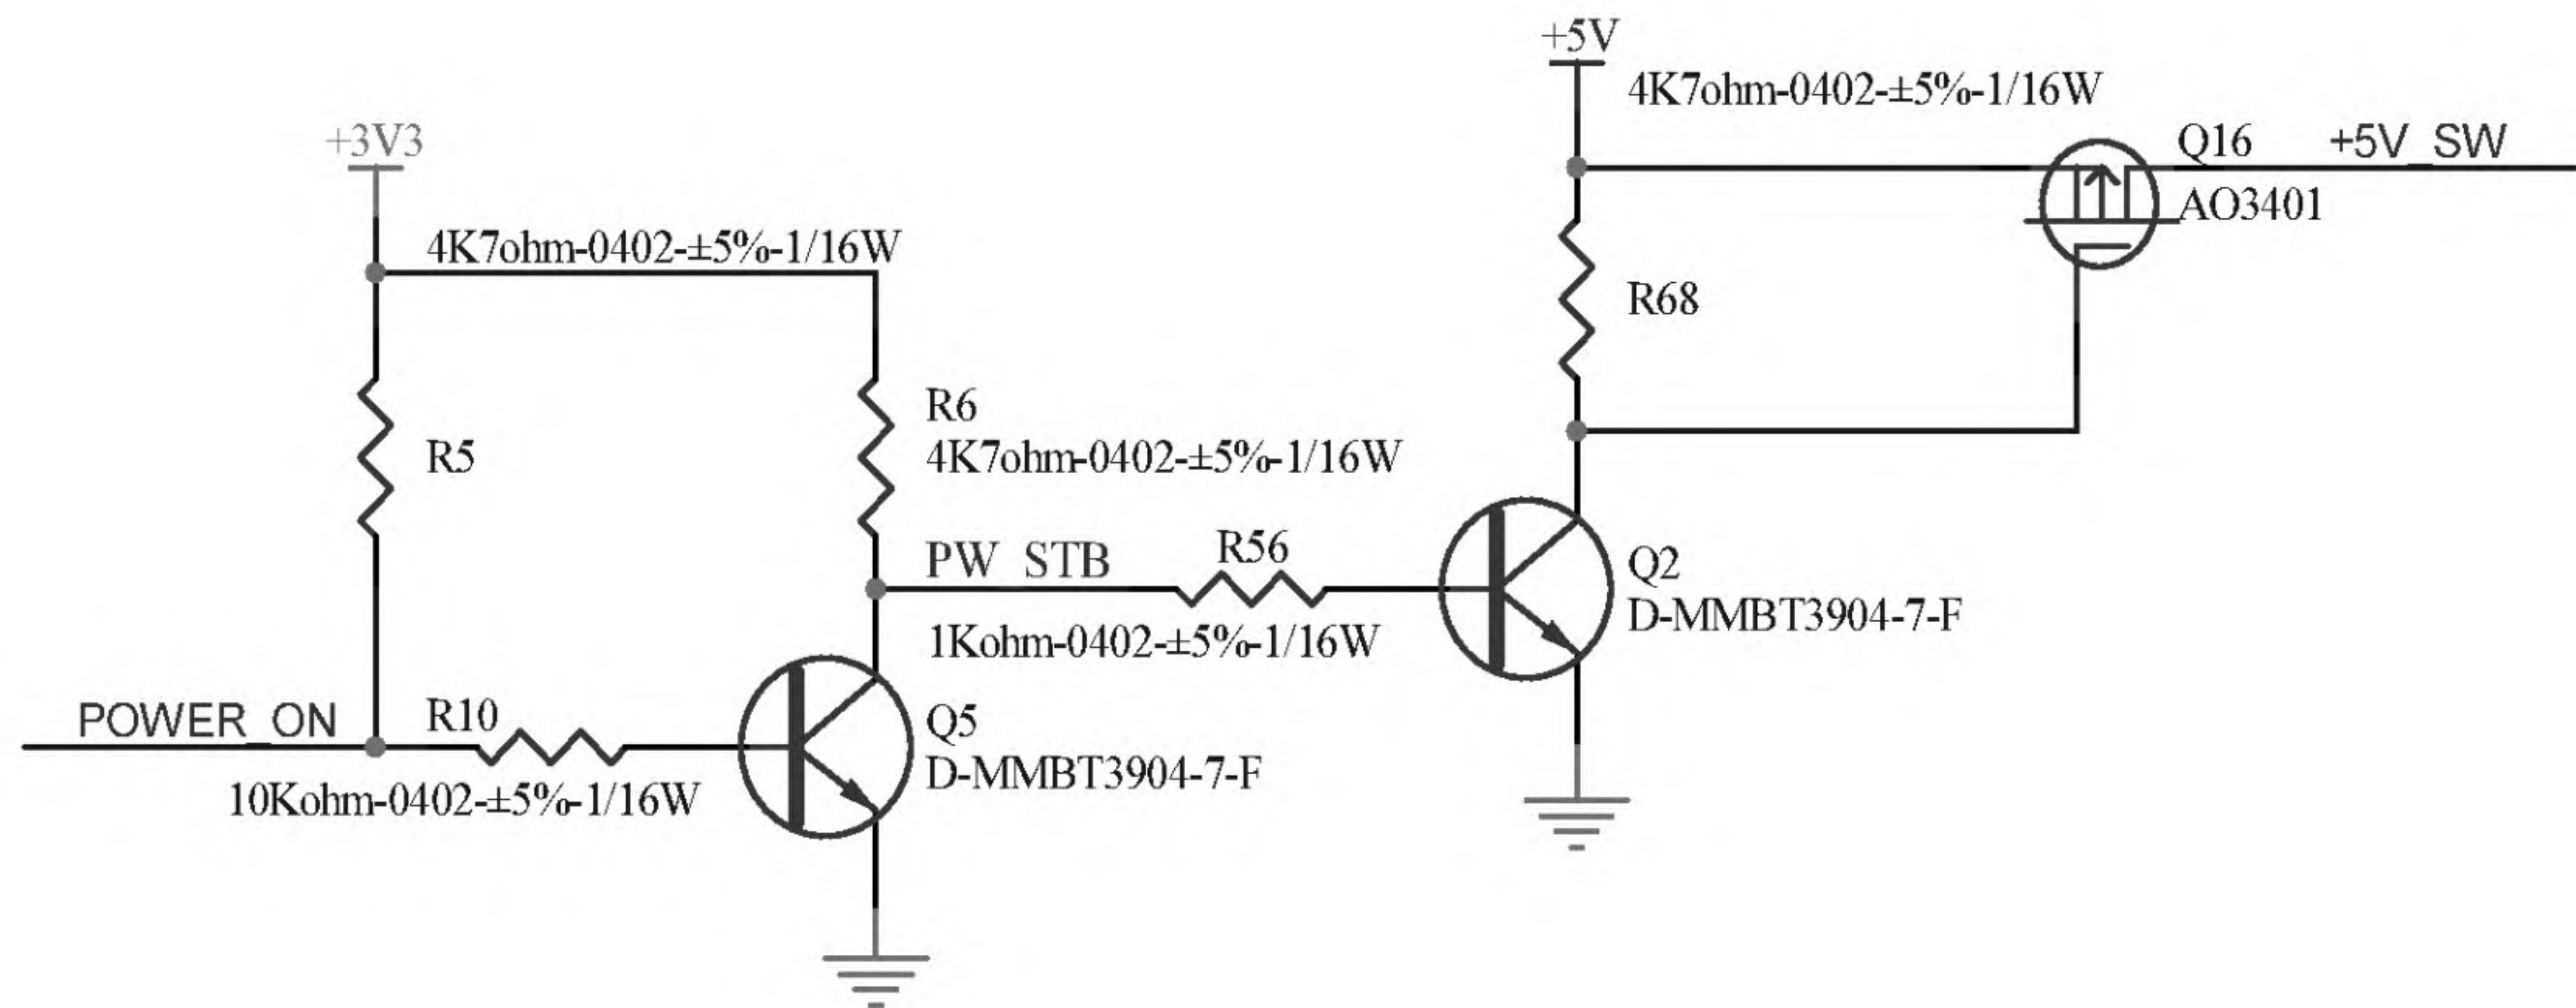 +5V
4K7ohm-0402-±5%-1/16W
+3V3
Q16
+5V_SW
AO3401
4K7ohm-0402-±5%-1/16W
R68
R6
R5
4K7ohm-0402-±5%-1/16W
PW_STB
R56
Q2
D-MMBT3904-7-F
1Kohm-0402-±5%-1/16W
POWER_ON
R10
Q5
D-MMBT3904-7-F
10Kohm-0402-±5%-1/16W